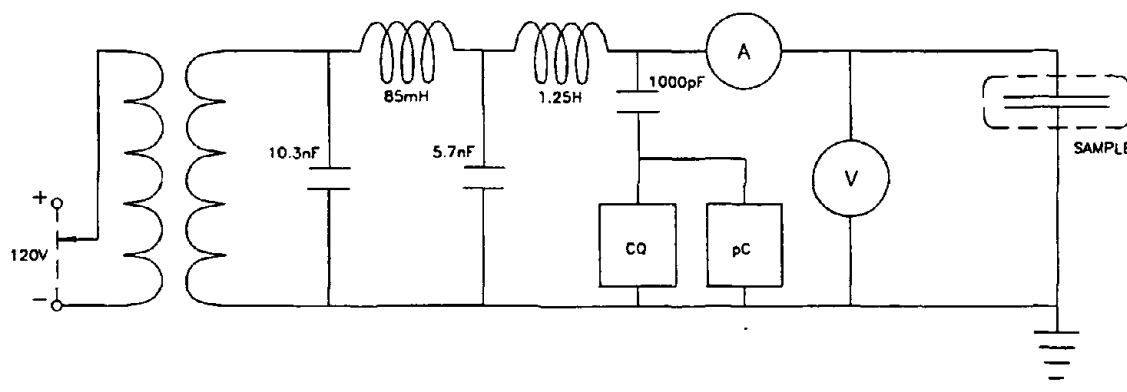 85mH
1.25H
A
1000pF
10.3nF
5.7nF
SAMPLE
V
+
120V
-
CQ
pC